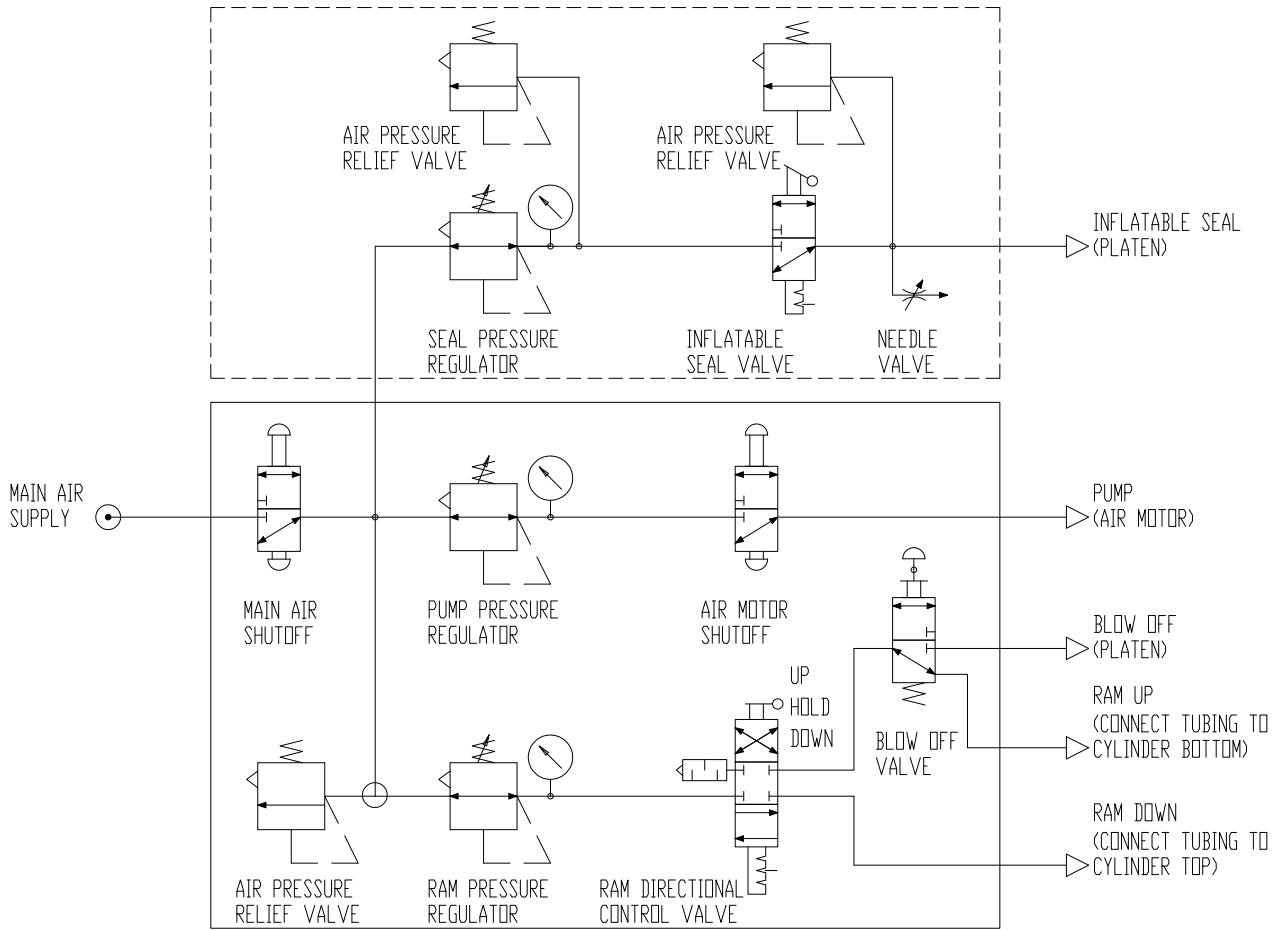 AIR PRESSURE
RELIEF VALVE
AIR PRESSURE
RELIEF VALVE
INFLATABLE SEAL
(PLATEN)
SEAL PRESSURE
REGULATOR
INFLATABLE
SEAL VALVE
NEEDLE
VALVE
MAIN AIR
SUPPLY
PUMP
(AIR MOTOR)
MAIN AIR
SHUTOFF
PUMP PRESSURE
REGULATOR
AIR MOTOR
SHUTOFF
BLOW OFF
(PLATEN)
UP
HOLD
DOWN
BLOW OFF
VALVE
RAM UP
(CONNECT TUBING TO
CYLINDER BOTTOM)
RAM DOWN
(CONNECT TUBING TO
CYLINDER TOP)
AIR PRESSURE
RELIEF VALVE
RAM PRESSURE
REGULATOR
RAM DIRECTIONAL
CONTROL VALVE